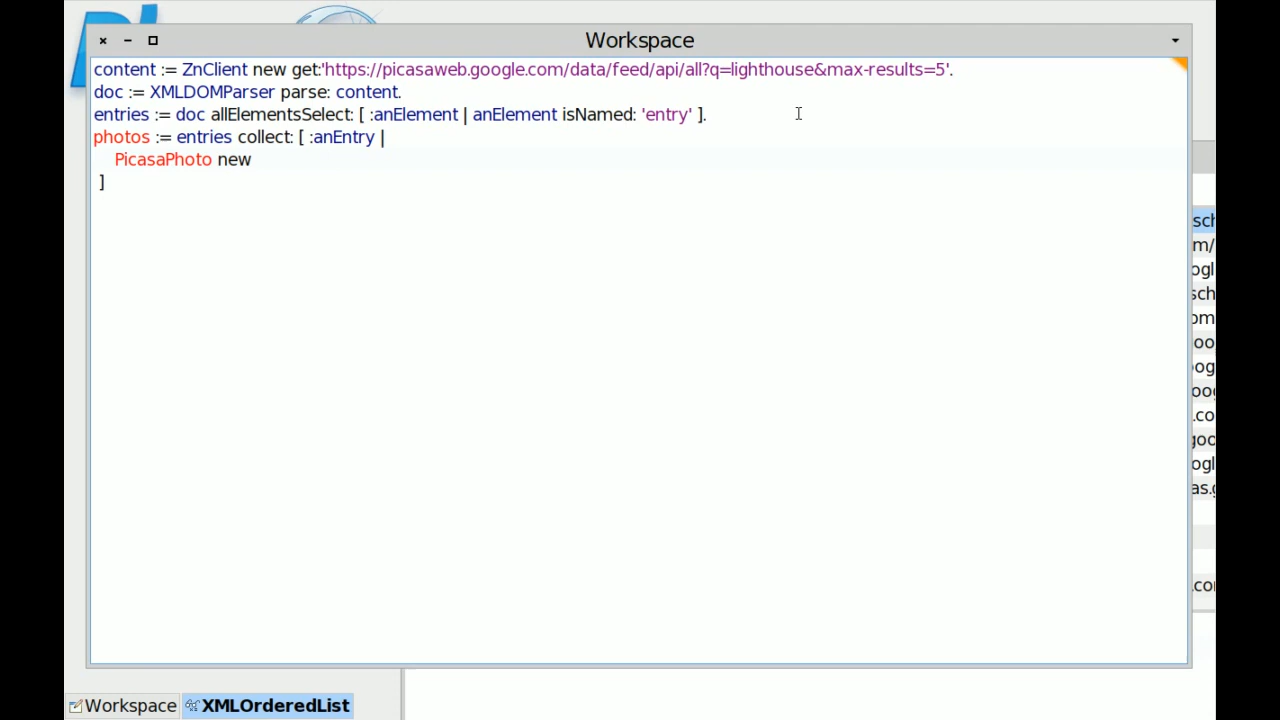 Workspace
content := ZnClient new get:'https://picasaweb.google.com/data/feed/api/all?q=lighthouse&max-results=5'.
doc := XMLDOMParser parse: content.
entries := doc allElementsSelect: [ :anElement | anElement isNamed: 'entry' ].
photos := entries collect: [ :anEntry |
PicasaPhoto new
]
Workspace
XMLOrderedList